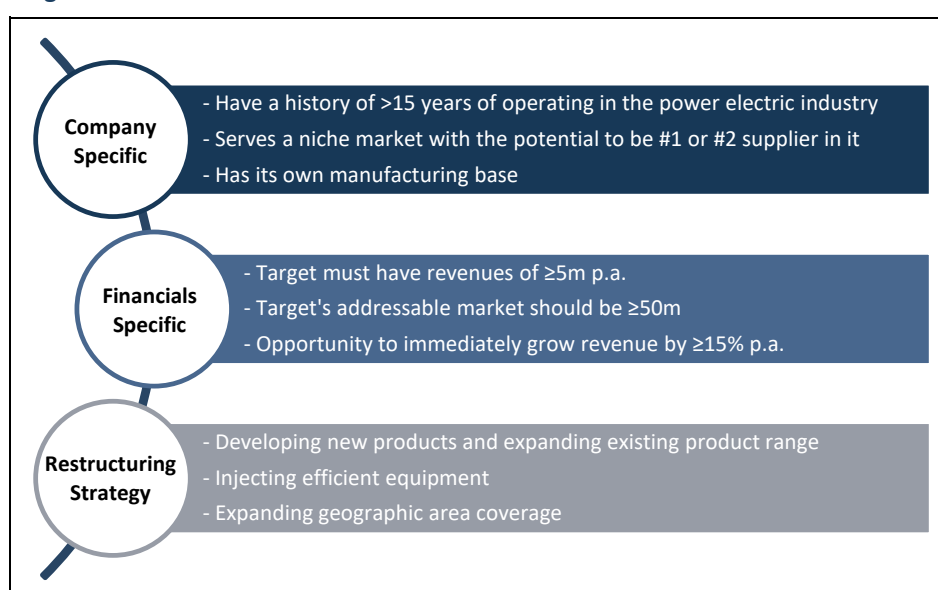 Company
Specific
- Have a history of >15 years of operating in the power electric industry
- Serves a niche market with the potential to be #1 or #2 supplier in it
- Has its own manufacturing base
Financials
Specific
- Target must have revenues of ≥5m p.a.
- Target's addressable market should be ≥50m
- Opportunity to immediately grow revenue by ≥15% p.a.
Restructuring
Strategy
- Developing new products and expanding existing product range
- Injecting efficient equipment
- Expanding geographic area coverage